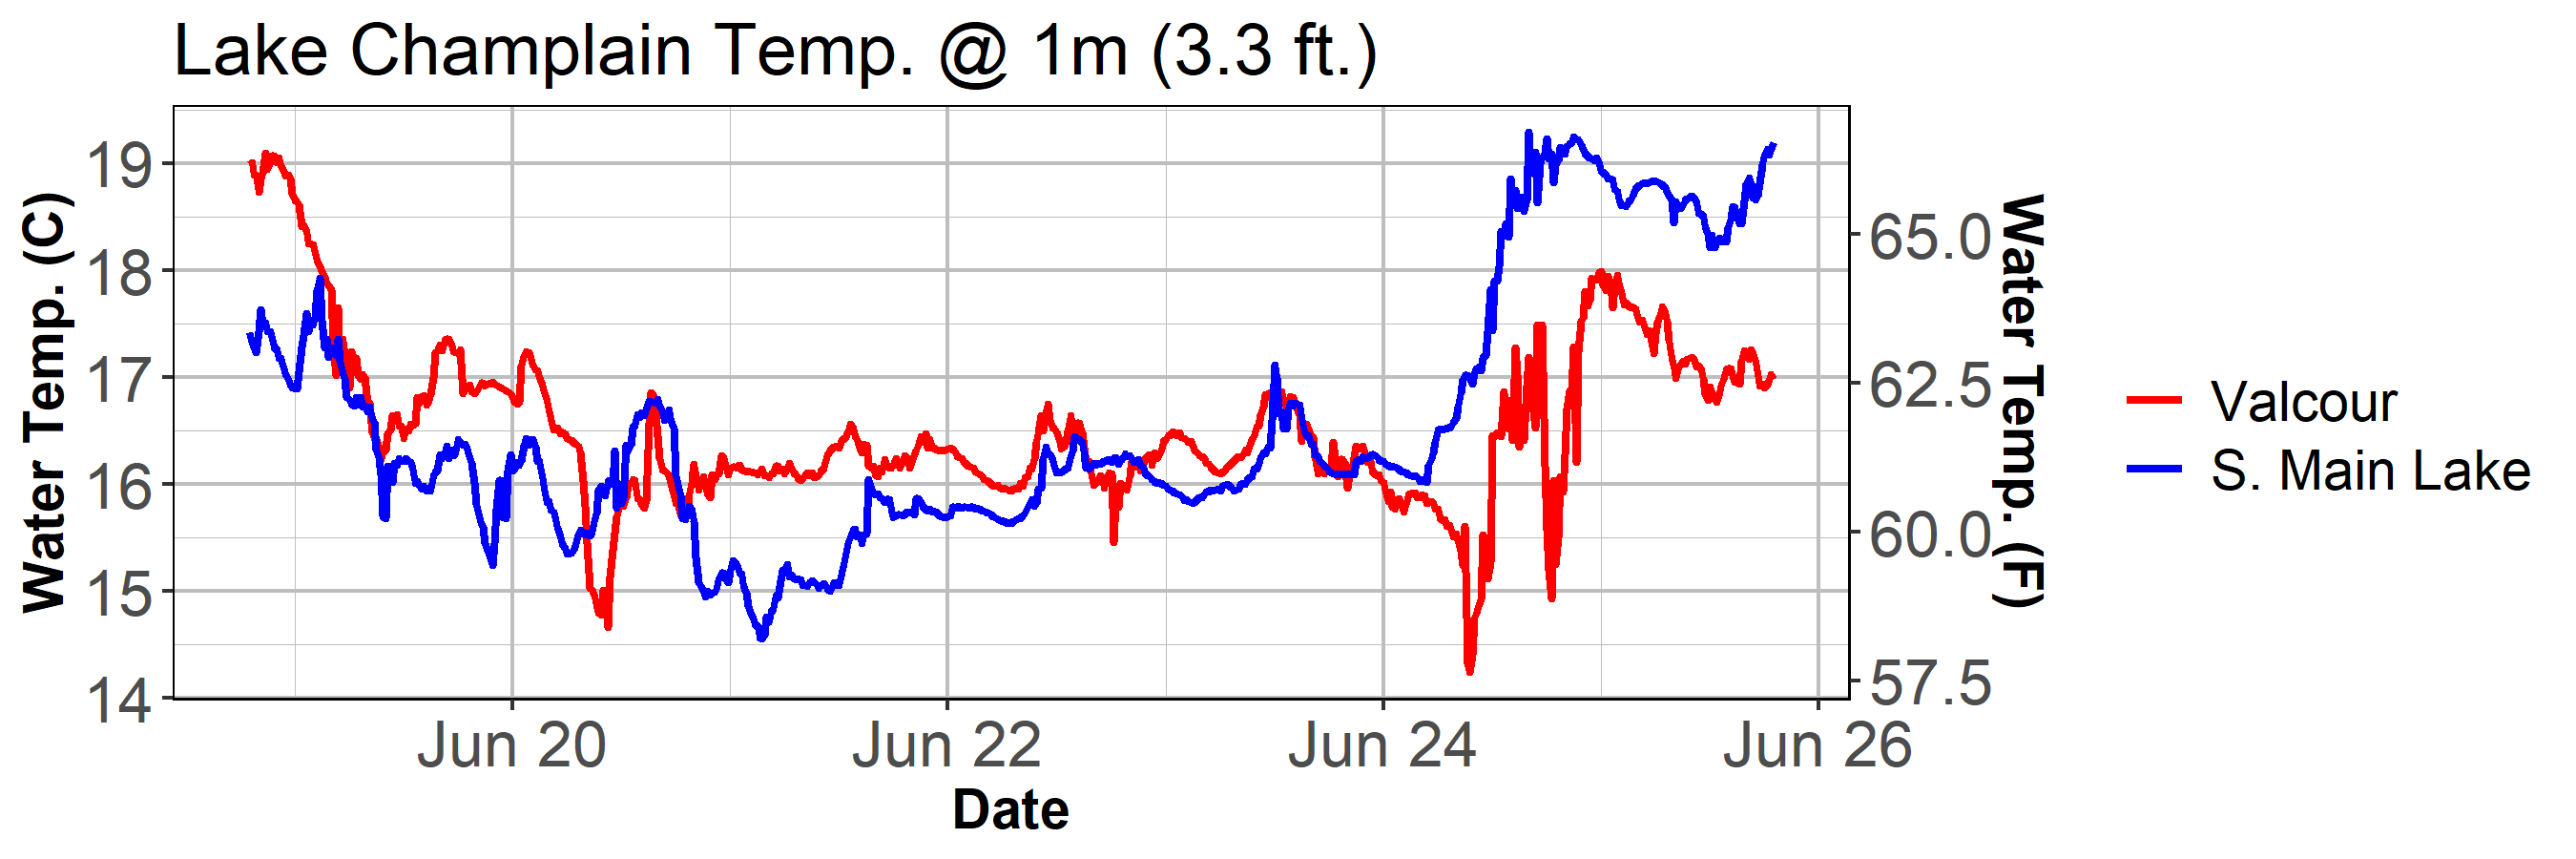 Lake Champlain Temp. @ 1m (3.3 ft.)
Water Temp. (C)
19
18
17
16
15
14
65.0
62.5
60.0
57.5
Water Temp. (F)
Jun 20 Jun 22 Jun 24 Jun 26
Date
Valcour
S. Main Lake